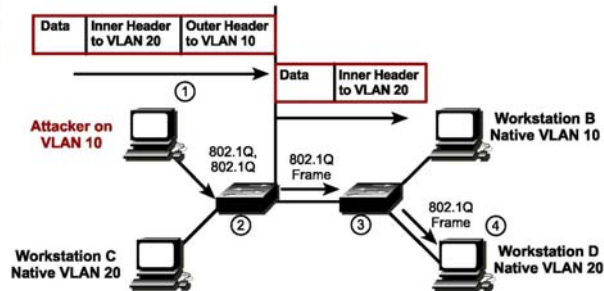 Data
Inner Header
to VLAN 20
Outer Header
to VLAN 10
1
Data
Inner Header
to VLAN 20
Attacker on
VLAN 10
802.1Q,
802.1Q
802.1Q
Frame
Workstation B
Native VLAN 10
2
3
802.1Q
Frame
4
Workstation C
Native VLAN 20
Workstation D
Native VLAN 20